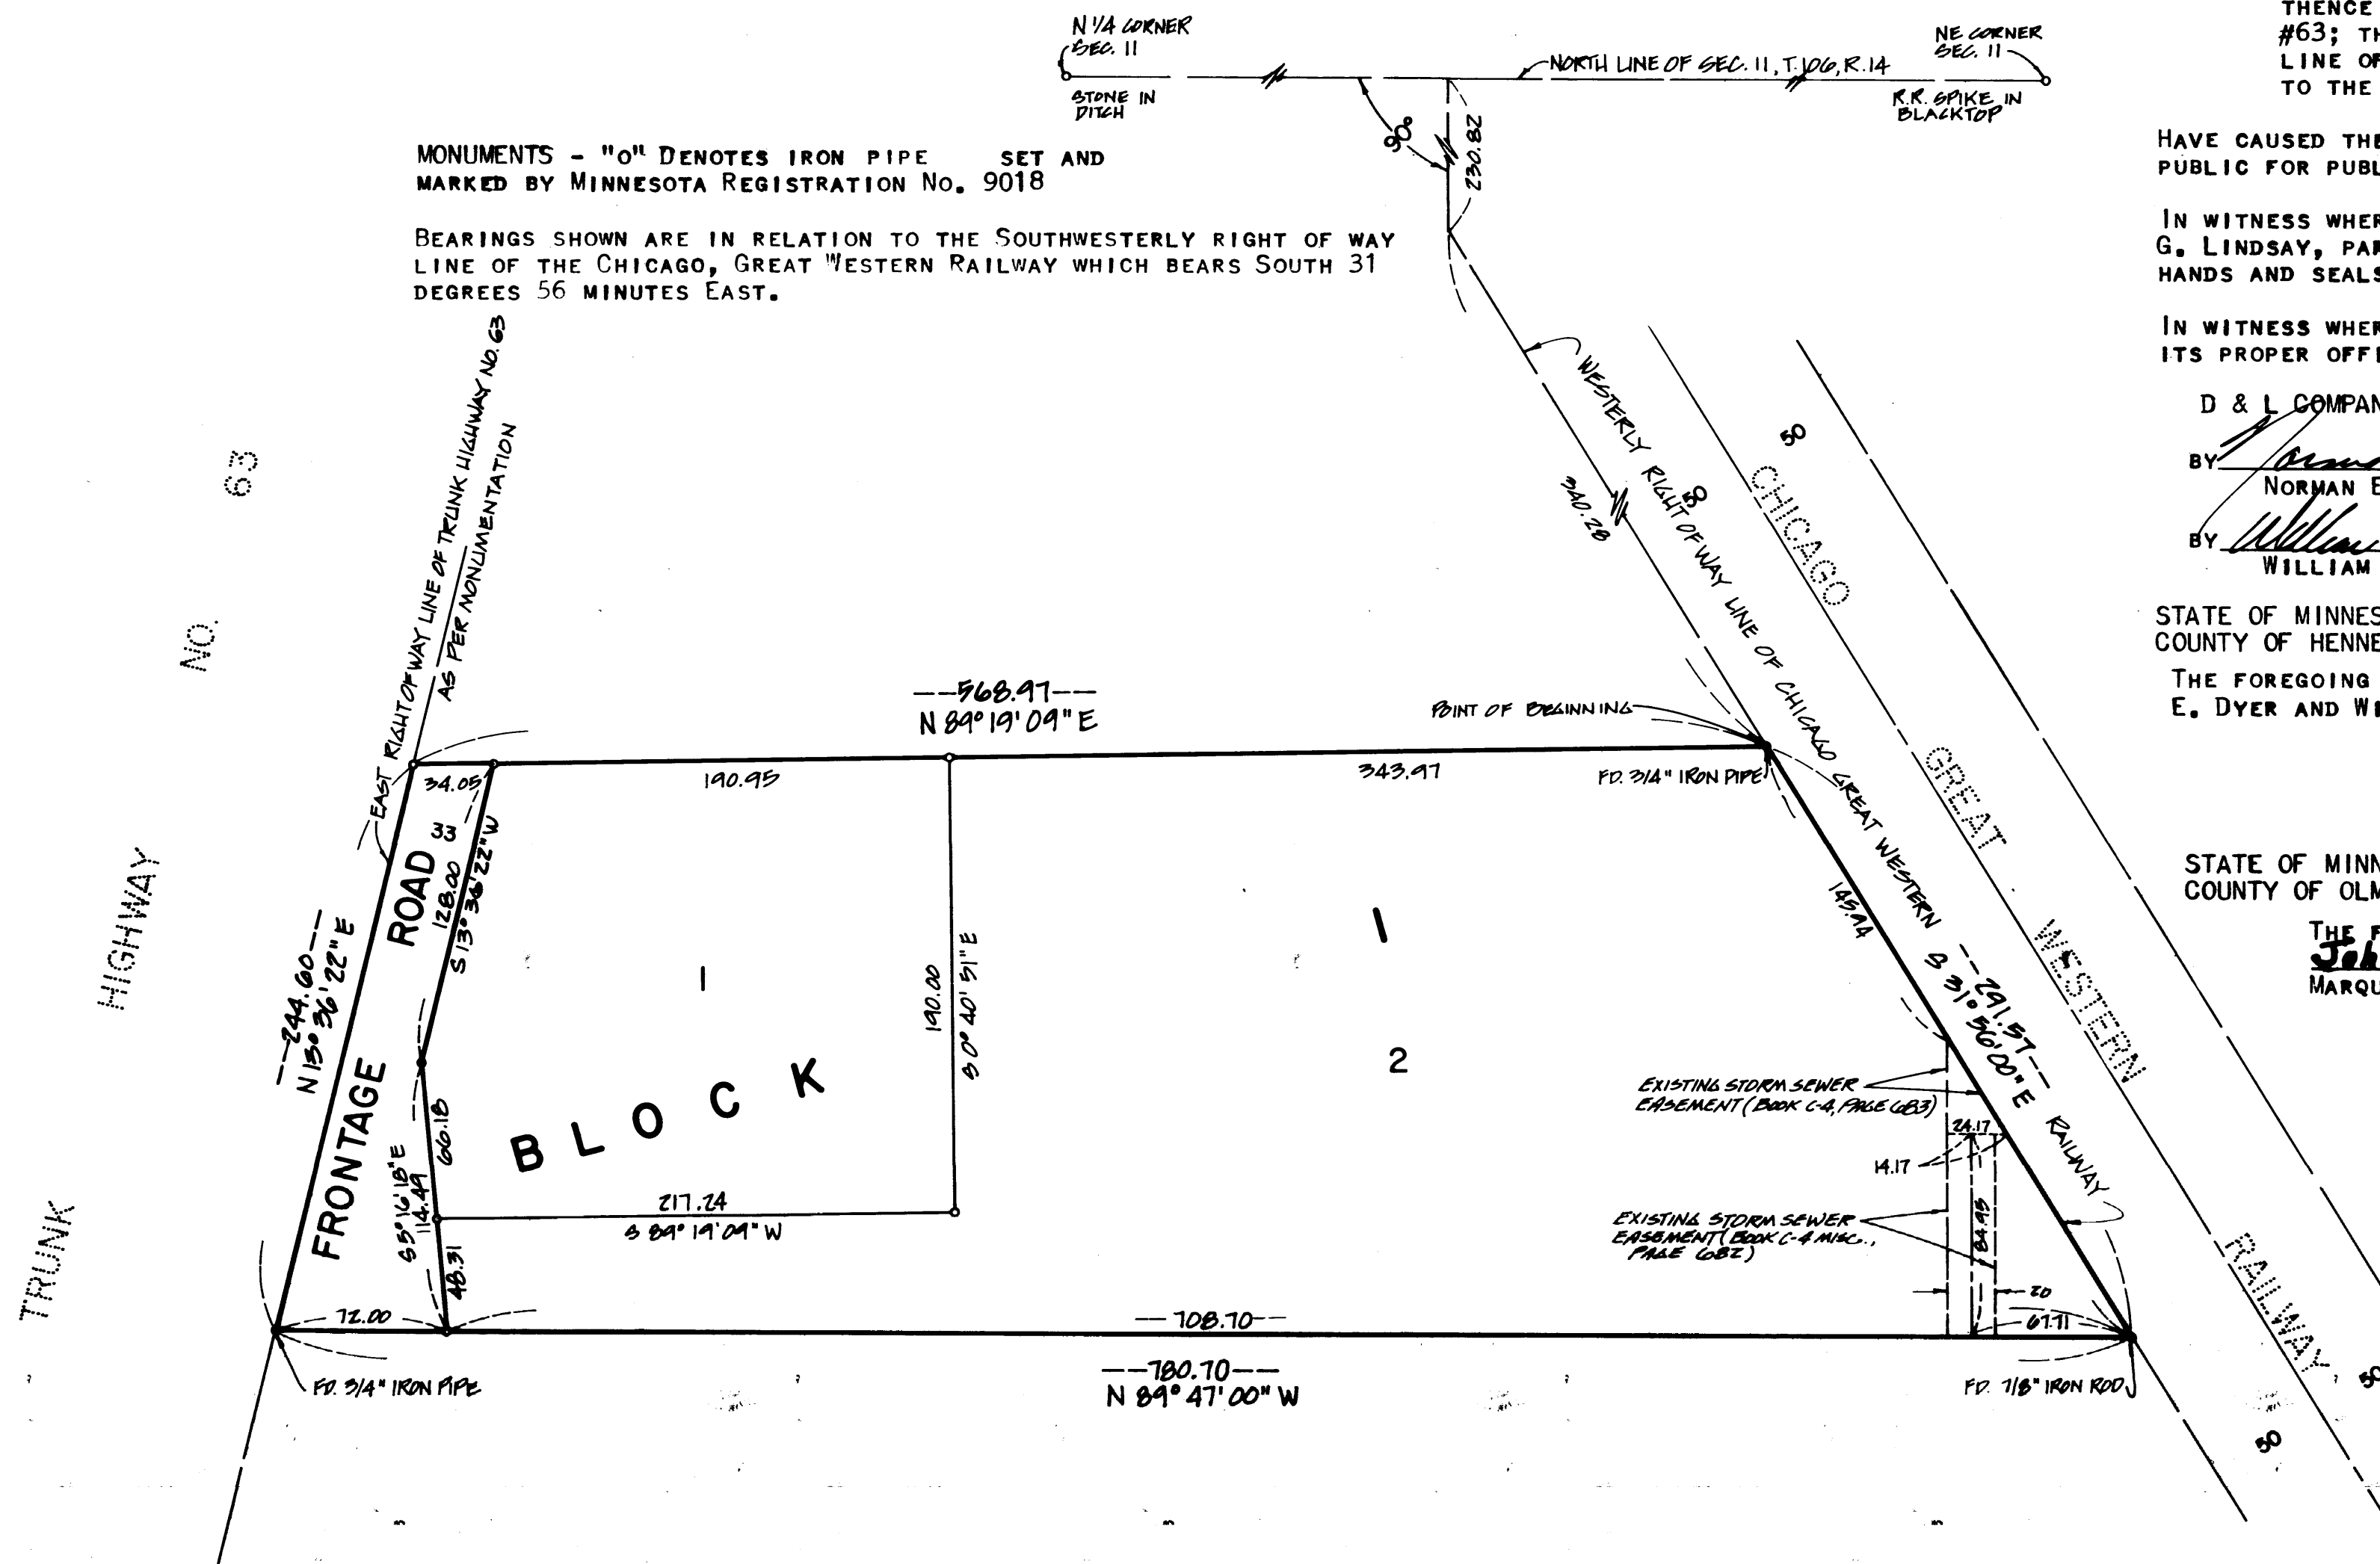 N 1/4 CORNER
SEC. 11
STONE IN
DITCH
NORTH LINE OF SEC. 11, T.106, R.14
NE CORNER
SEC. 11
R.R. SPIKE IN
BLACKTOP
90°
230.82
MONUMENTS - "O" DENOTES IRON PIPE SET AND
MARKED BY MINNESOTA REGISTRATION NO. 9018
BEARINGS SHOWN ARE IN RELATION TO THE SOUTHWESTERLY RIGHT OF WAY
LINE OF THE CHICAGO, GREAT WESTERN RAILWAY WHICH BEARS SOUTH 31
DEGREES 56 MINUTES EAST.
THENCE
#63; TH
LINE OF
TO THE
HAVE CAUSED THE
PUBLIC FOR PUBL
IN WITNESS WHER
G. LINDSAY, PAR
HANDS AND SEALS
IN WITNESS WHER
ITS PROPER OFFI
D & L COMPAN
BY
NORMAN E
BY William
WILLIAM
STATE OF MINNES
COUNTY OF HENNE
THE FOREGOING
E. DYER AND WI
STATE OF MINN
COUNTY OF OLM
THE F
Joh
MARQU
TRUNK HIGHWAY NO. 63
EAST RIGHT OF WAY LINE OF TRUNK HIGHWAY NO. 63
AS PER MONUMENTATION
WESTERLY RIGHT OF WAY LINE OF CHICAGO GREAT WESTERN RAILWAY
CHICAGO GREAT WESTERN RAILWAY
50
50
340.28
--568.97--
N 89° 19' 09" E
POINT OF BEGINNING
34.05
190.95
343.97
FD. 3/4" IRON PIPE
33
128.00
S 13° 36' 22" W
FRONTAGE ROAD
--244.60--
N 13° 36' 22" E
1
190.00
S 0° 40' 51" E
1
2
BLOCK
145.94
--291.57--
S 31° 56' 00" E
66.18
S 5° 16' 18" E
114.49
48.31
217.24
S 89° 19' 09" W
EXISTING STORM SEWER
EASEMENT (BOOK C-4, PAGE 683)
24.17
14.17
EXISTING STORM SEWER
EASEMENT (BOOK C-4 MISC.,
PAGE 682)
184.95
20
67.71
72.00
--708.70--
--780.70--
N 89° 47' 00" W
FD. 3/4" IRON PIPE
FD. 7/8" IRON ROD
50
50